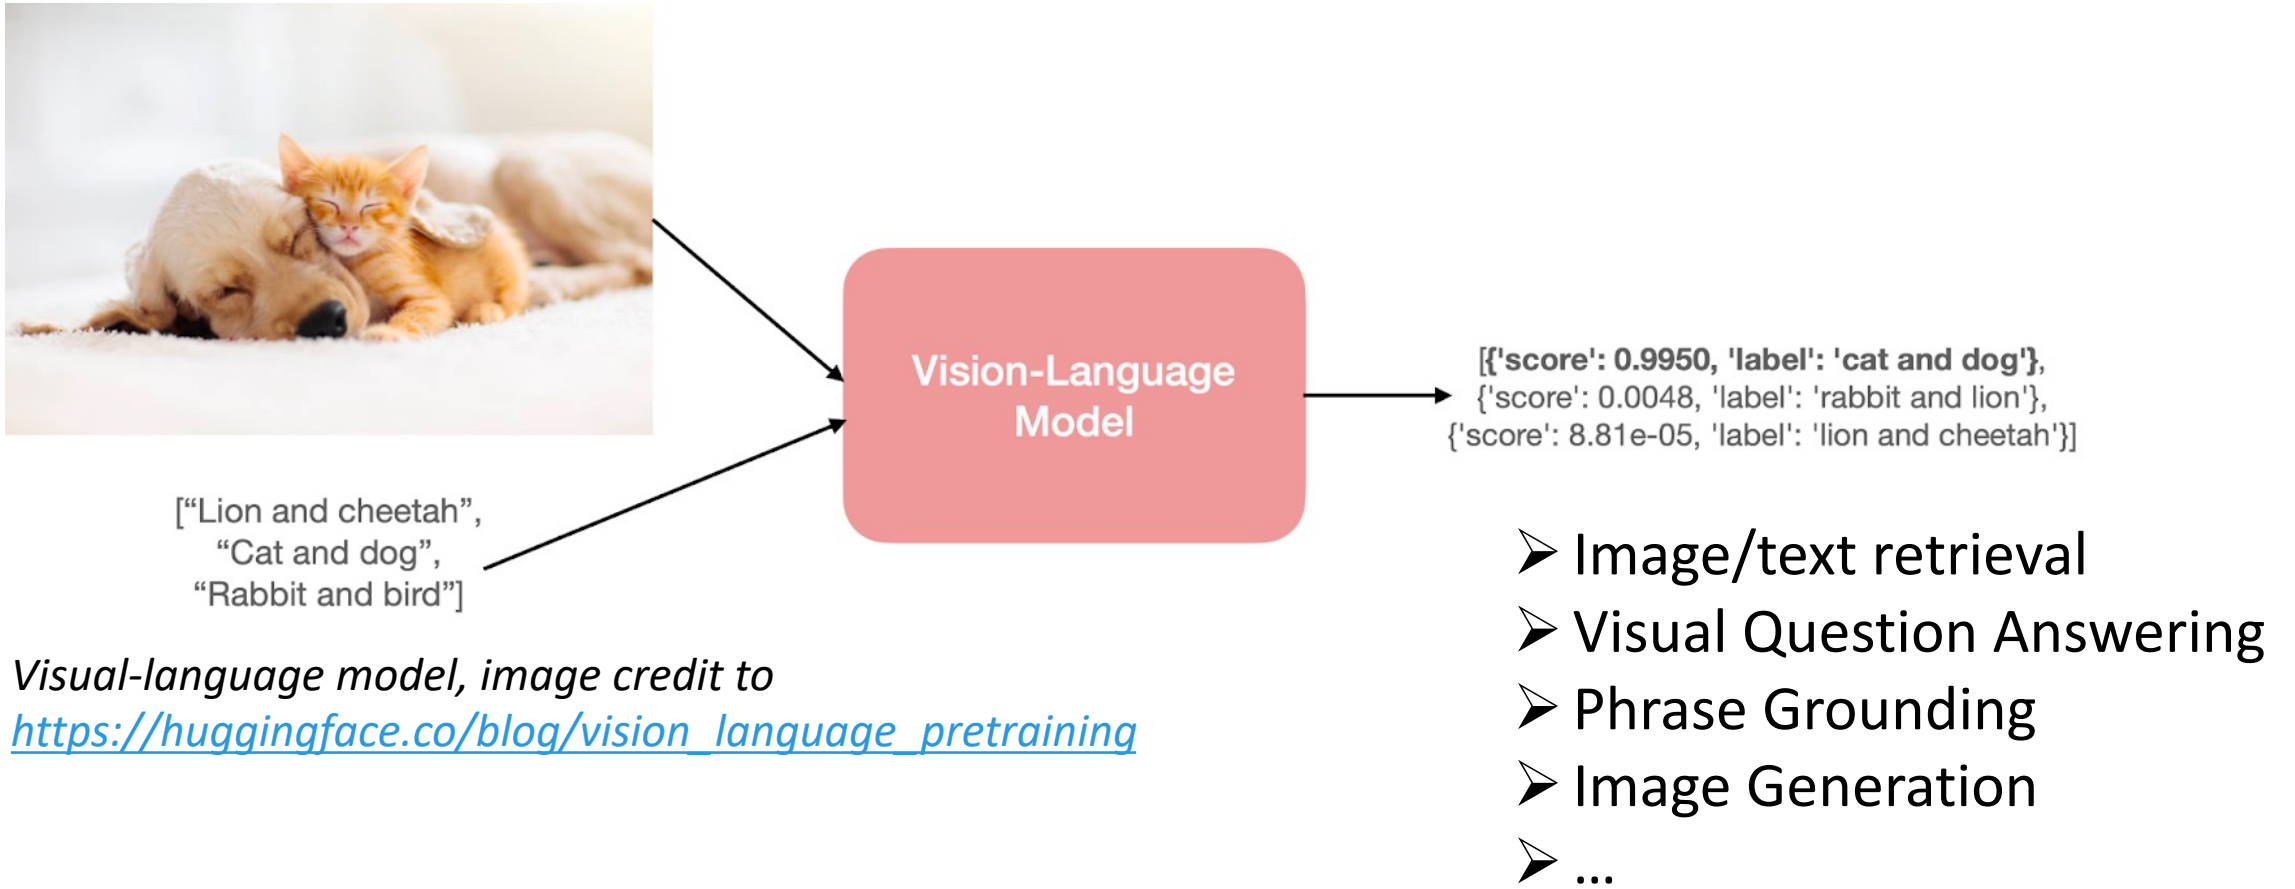 [“Lion and cheetah”,
“Cat and dog”,
“Rabbit and bird”]
Vision-Language
Model
[{'score': 0.9950, 'label': 'cat and dog'},
{'score': 0.0048, 'label': 'rabbit and lion'},
{'score': 8.81e-05, 'label': 'lion and cheetah'}]
Visual-language model, image credit to
https://huggingface.co/blog/vision_language_pretraining
➢ Image/text retrieval
➢ Visual Question Answering
➢ Phrase Grounding
➢ Image Generation
➢ ...